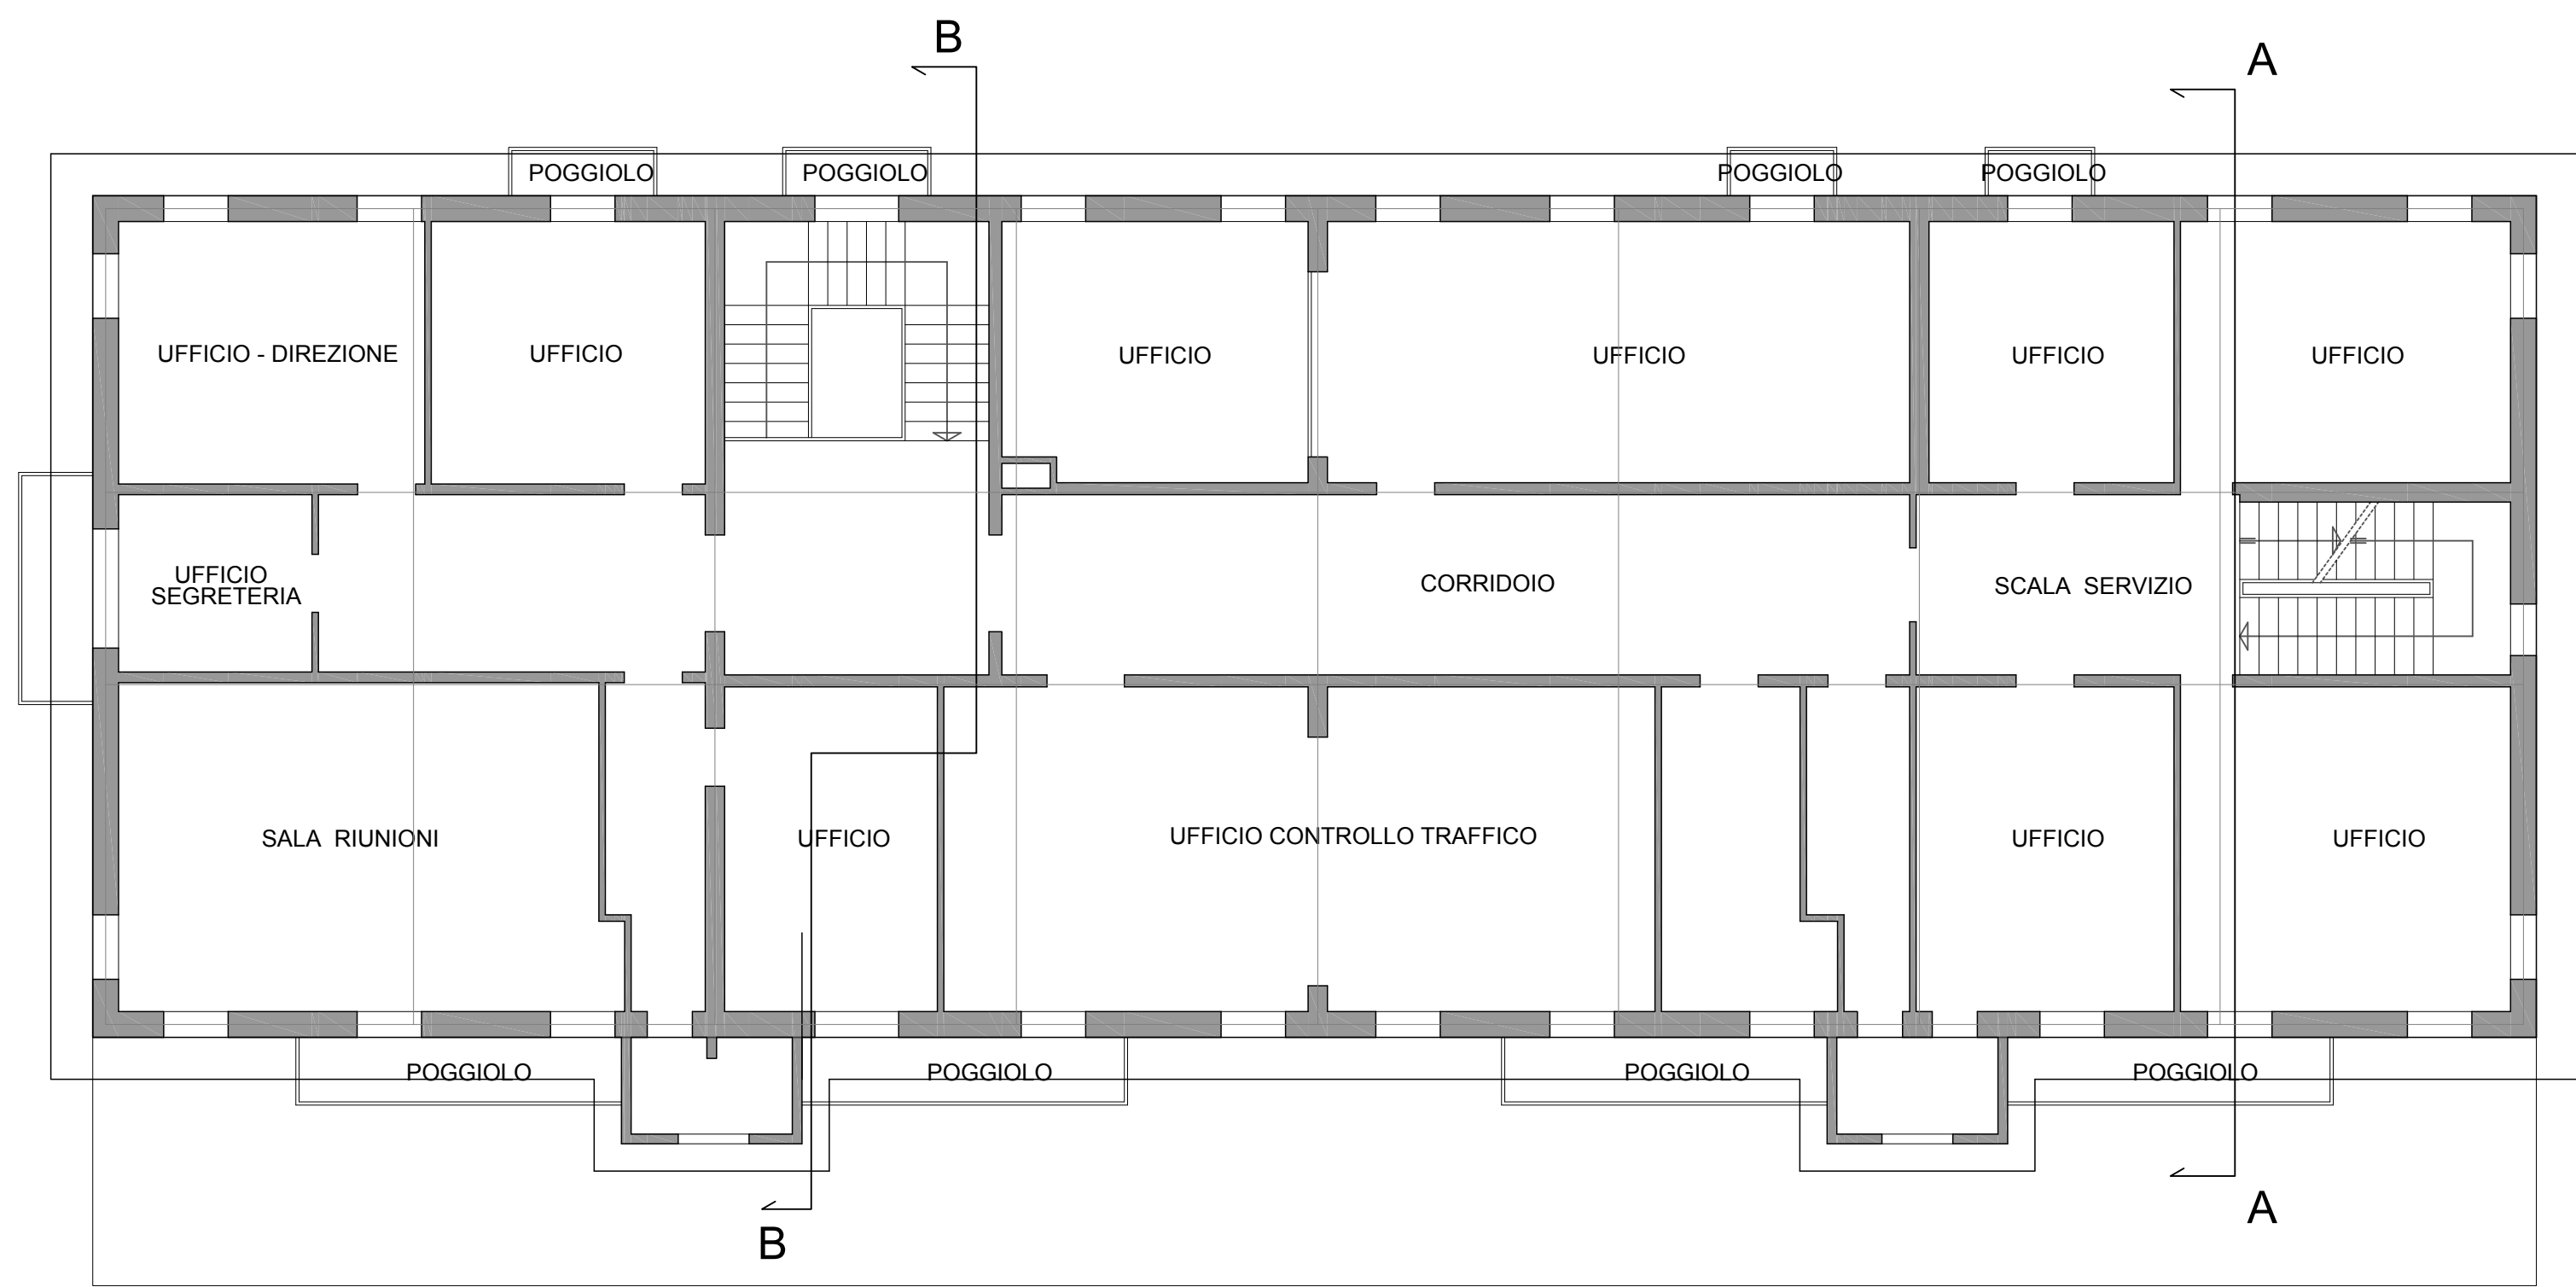 B
A
POGGIOLO
POGGIOLO
POGGIOLO
POGGIOLO
UFFICIO - DIREZIONE
UFFICIO
UFFICIO
UFFICIO
UFFICIO
UFFICIO
UFFICIO
SEGRETERIA
CORRIDOIO
SCALA SERVIZIO
SALA RIUNIONI
UFFICIO
UFFICIO CONTROLLO TRAFFICO
UFFICIO
UFFICIO
POGGIOLO
POGGIOLO
POGGIOLO
POGGIOLO
B
A